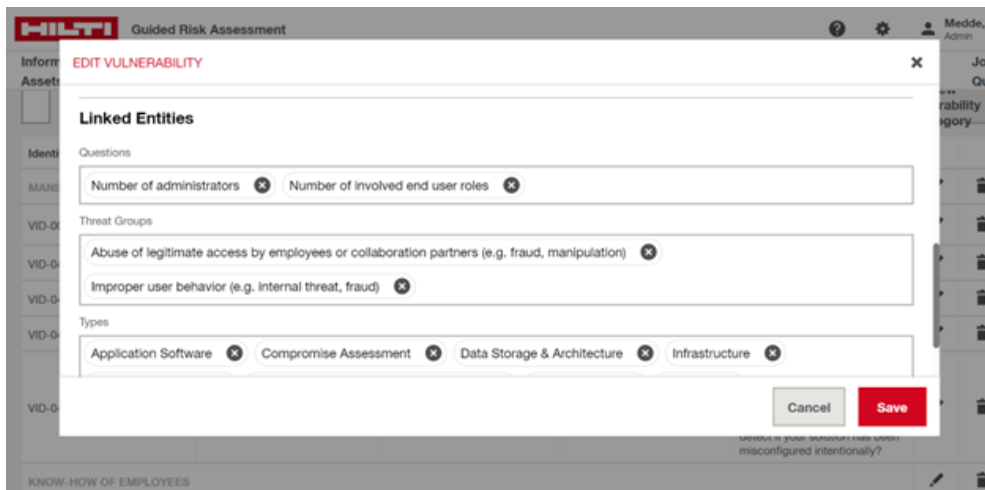 HILTI Guided Risk Assessment
Medde,
Admin
Inform
Assets
Jo
Qu
EDIT VULNERABILITY
rability
egory
Linked Entities
Identi
Questions
Number of administrators
Number of involved end user roles
MANI
Threat Groups
VID-00
Abuse of legitimate access by employees or collaboration partners (e.g. fraud, manipulation)
VID-0
Improper user behavior (e.g. internal threat, fraud)
VID-0
Types
VID-0
Application Software
Compromise Assessment
Data Storage & Architecture
Infrastructure
VID-0
Cancel
Save
detect if your solution has been
misconfigured intentionally?
KNOW-HOW OF EMPLOYEES